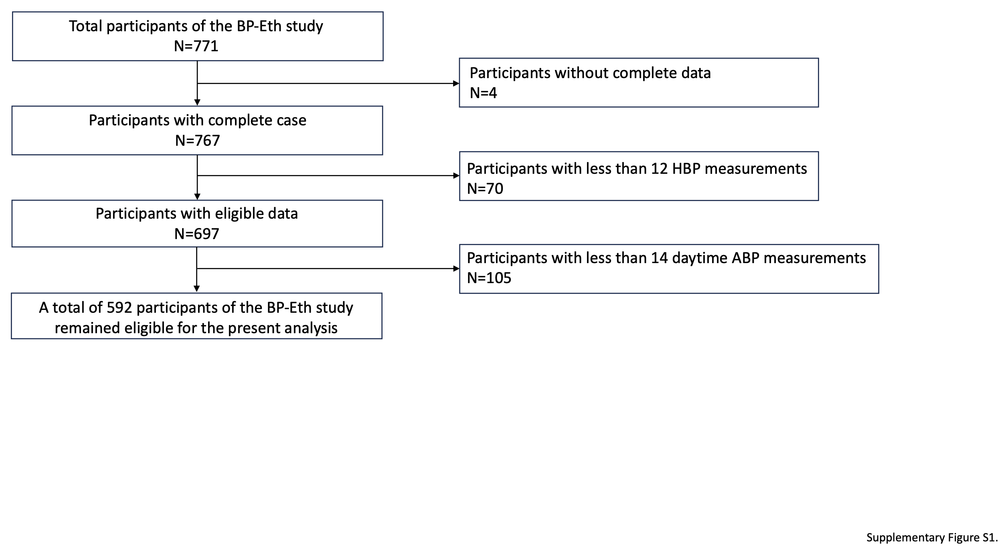 Total participants of the BP-Eth study
N=771
Participants without complete data
N=4
Participants with complete case
N=767
Participants with less than 12 HBP measurements
N=70
Participants with eligible data
N=697
Participants with less than 14 daytime ABP measurements
N=105
A total of 592 participants of the BP-Eth study
remained eligible for the present analysis
Supplementary Figure S1.